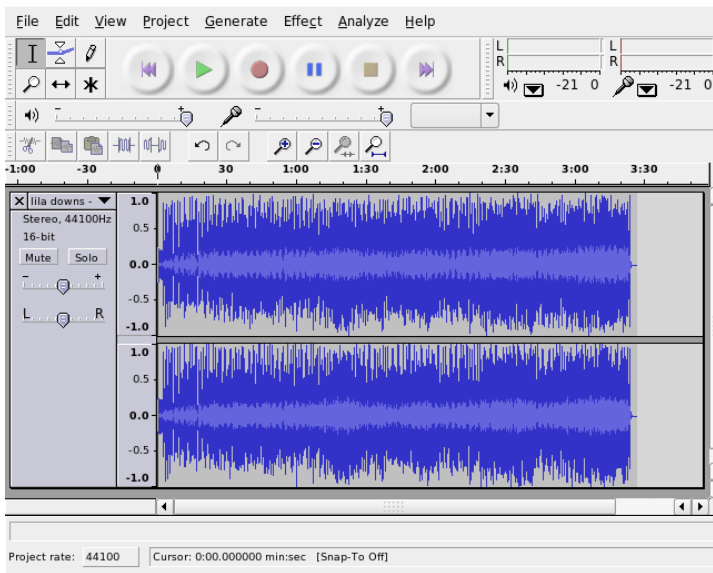 File Edit View Project Generate Effect Analyze Help
L L
R R
-21 0 -21 0
-1:00 -30 0 30 1:00 1:30 2:00 2:30 3:00 3:30
lila downs -
Stereo, 44100Hz
16-bit
Mute Solo
- +
L R
1.0
0.5
0.0
-0.5
-1.0
1.0
0.5
0.0
-0.5
-1.0
Project rate: 44100 Cursor: 0:00.000000 min:sec [Snap-To Off]